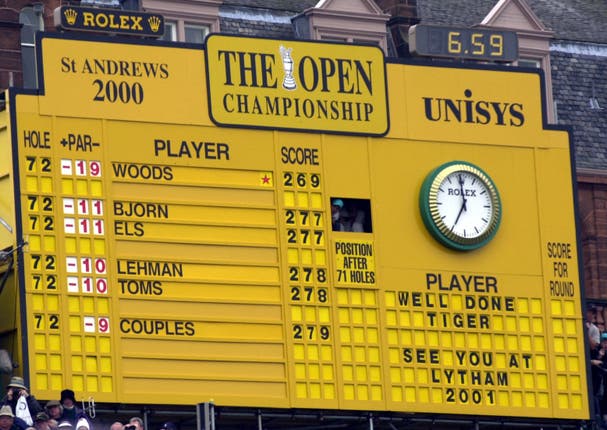 ROLEX
6.59
ST ANDREWS
2000
THE OPEN
CHAMPIONSHIP
UNISYS
HOLE +PAR- PLAYER SCORE
72 -19 WOODS ★ 269
72 -11 BJORN 277
72 -11 ELS 277
72 -10 LEHMAN 278
72 -10 TOMS 278
72 -9 COUPLES 279
POSITION
AFTER
71 HOLES
ROLEX
PLAYER
SCORE
FOR
ROUND
WELL DONE
TIGER
SEE YOU AT
LYTHAM
2001